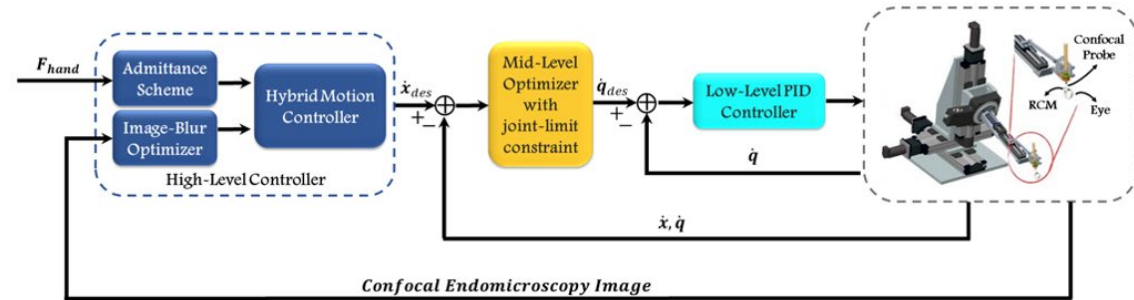 F_hand
Admittance
Scheme
Image-Blur
Optimizer
Hybrid Motion
Controller
High-Level Controller
ẋ_des
+
−
Mid-Level
Optimizer
with
joint-limit
constraint
q̇_des
+
−
Low-Level PID
Controller
q̇
Confocal
Probe
RCM
Eye
ẋ, q̇
Confocal Endomicroscopy Image